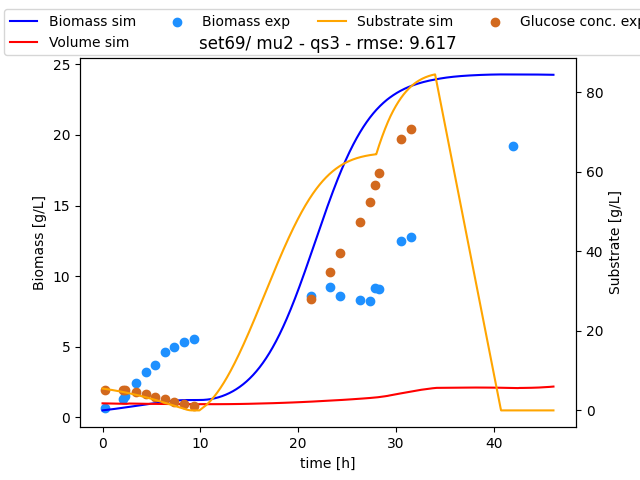 Biomass sim
Biomass exp
Substrate sim
Glucose conc. exp
Volume sim
set69/ mu2 - qs3 - rmse: 9.617
25
20
15
10
5
0
Biomass [g/L]
80
60
40
20
0
Substrate [g/L]
0
10
20
30
40
time [h]